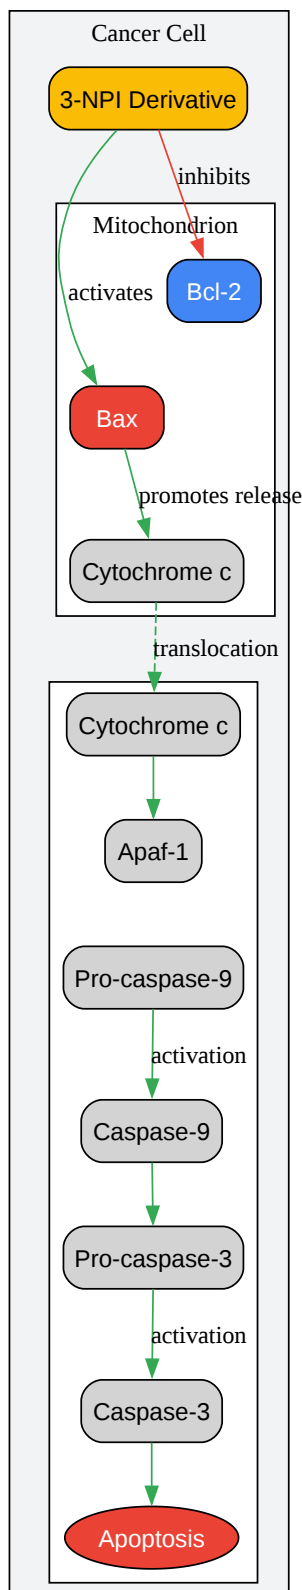 Cancer Cell
3-NPI Derivative
inhibits
Mitochondrion
Bcl-2
activates
Bax
promotes release
Cytochrome c
translocation
Cytochrome c
Apaf-1
Pro-caspase-9
activation
Caspase-9
Pro-caspase-3
activation
Caspase-3
Apoptosis